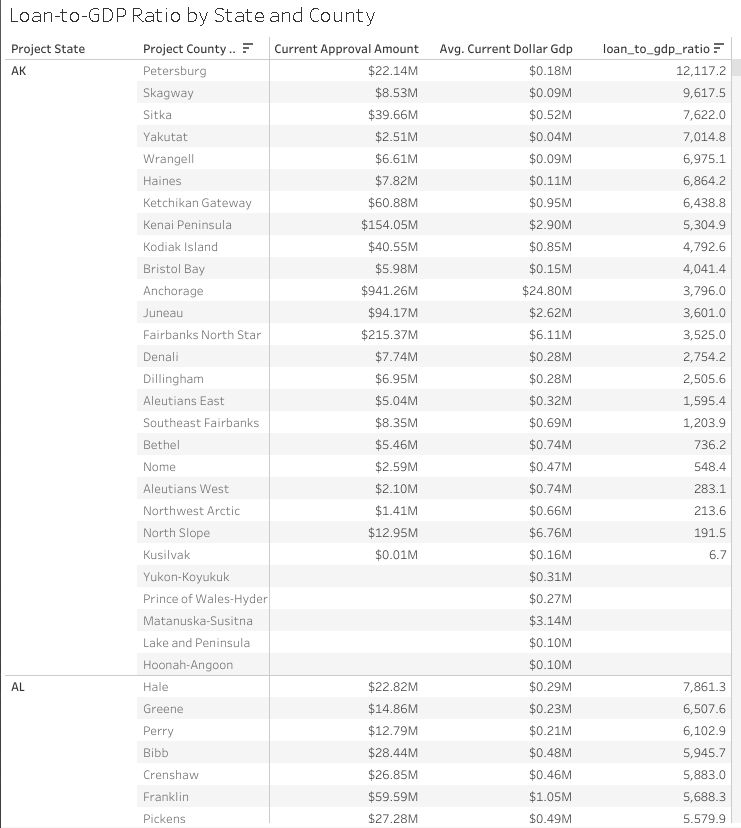 Loan-to-GDP Ratio by State and County
Project State Project County .. Current Approval Amount Avg. Current Dollar Gdp loan_to_gdp_ratio
AK Petersburg $22.14M $0.18M 12,117.2
Skagway $8.53M $0.09M 9,617.5
Sitka $39.66M $0.52M 7,622.0
Yakutat $2.51M $0.04M 7,014.8
Wrangell $6.61M $0.09M 6,975.1
Haines $7.82M $0.11M 6,864.2
Ketchikan Gateway $60.88M $0.95M 6,438.8
Kenai Peninsula $154.05M $2.90M 5,304.9
Kodiak Island $40.55M $0.85M 4,792.6
Bristol Bay $5.98M $0.15M 4,041.4
Anchorage $941.26M $24.80M 3,796.0
Juneau $94.17M $2.62M 3,601.0
Fairbanks North Star $215.37M $6.11M 3,525.0
Denali $7.74M $0.28M 2,754.2
Dillingham $6.95M $0.28M 2,505.6
Aleutians East $5.04M $0.32M 1,595.4
Southeast Fairbanks $8.35M $0.69M 1,203.9
Bethel $5.46M $0.74M 736.2
Nome $2.59M $0.47M 548.4
Aleutians West $2.10M $0.74M 283.1
Northwest Arctic $1.41M $0.66M 213.6
North Slope $12.95M $6.76M 191.5
Kusilvak $0.01M $0.16M 6.7
Yukon-Koyukuk $0.31M
Prince of Wales-Hyder $0.27M
Matanuska-Susitna $3.14M
Lake and Peninsula $0.10M
Hoonah-Angoon $0.10M
AL Hale $22.82M $0.29M 7,861.3
Greene $14.86M $0.23M 6,507.6
Perry $12.79M $0.21M 6,102.9
Bibb $28.44M $0.48M 5,945.7
Crenshaw $26.85M $0.46M 5,883.0
Franklin $59.59M $1.05M 5,688.3
Pickens $27.28M $0.49M 5,579.9